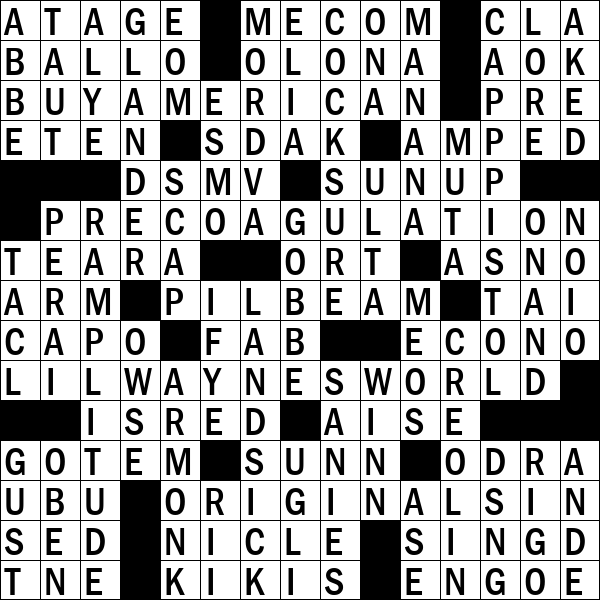 ATAGE MECOM CLA
BALLO OLONA AOK
BUYAMERICAN PRE
ETEN SDAK AMPED
DSMV SUNUP
PRECOAGULATION
TEARA ORT ASNO
ARM PILBEAM TAI
CAPO FAB ECONO
LILWAYNESWORLD
ISRED AISE
GOTEM SUNN ODRA
UBU ORIGINALSIN
SED NICLE SINGD
TNE KIKIS ENGOE